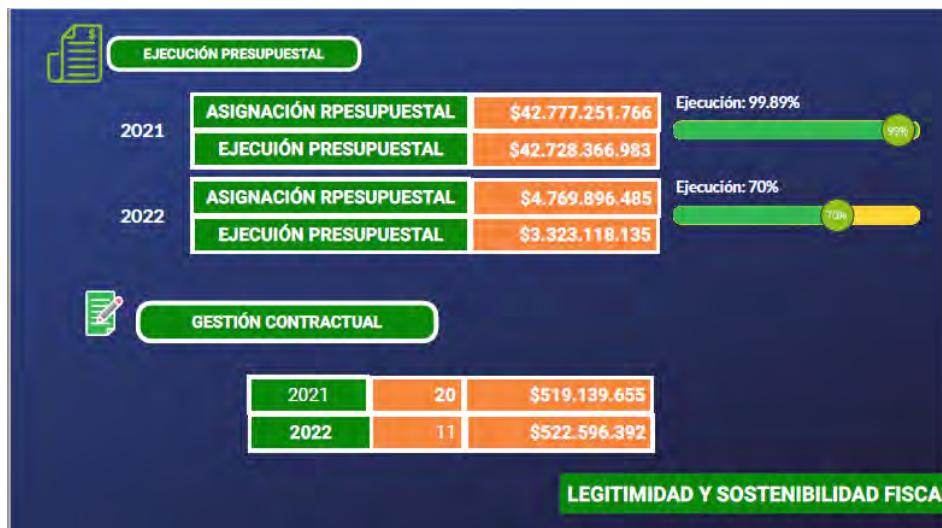 EJECUCIÓN PRESUPUESTAL
2021
ASIGNACIÓN RPESUPUESTAL $42.777.251.766
EJECUIÓN PRESUPUESTAL $42.728.366.983
Ejecución: 99.89%
99%
2022
ASIGNACIÓN RPESUPUESTAL $4.769.896.485
EJECUIÓN PRESUPUESTAL $3.323.118.135
Ejecución: 70%
70%
GESTIÓN CONTRACTUAL
2021 20 $519.139.655
2022 11 $522.596.392
LEGITIMIDAD Y SOSTENIBILIDAD FISCA